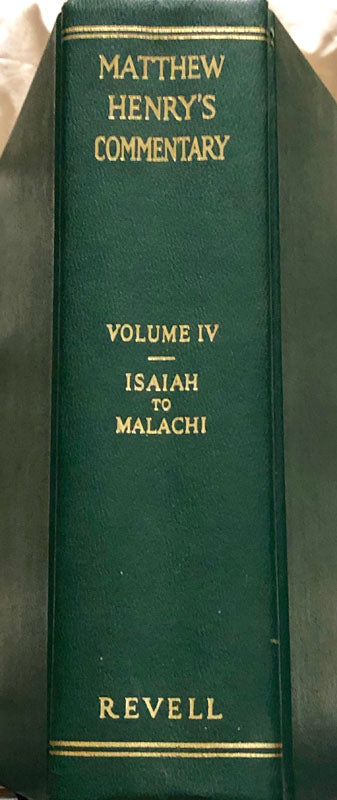 MATTHEW
HENRY'S
COMMENTARY
VOLUME IV
ISAIAH
TO
MALACHI
REVELL